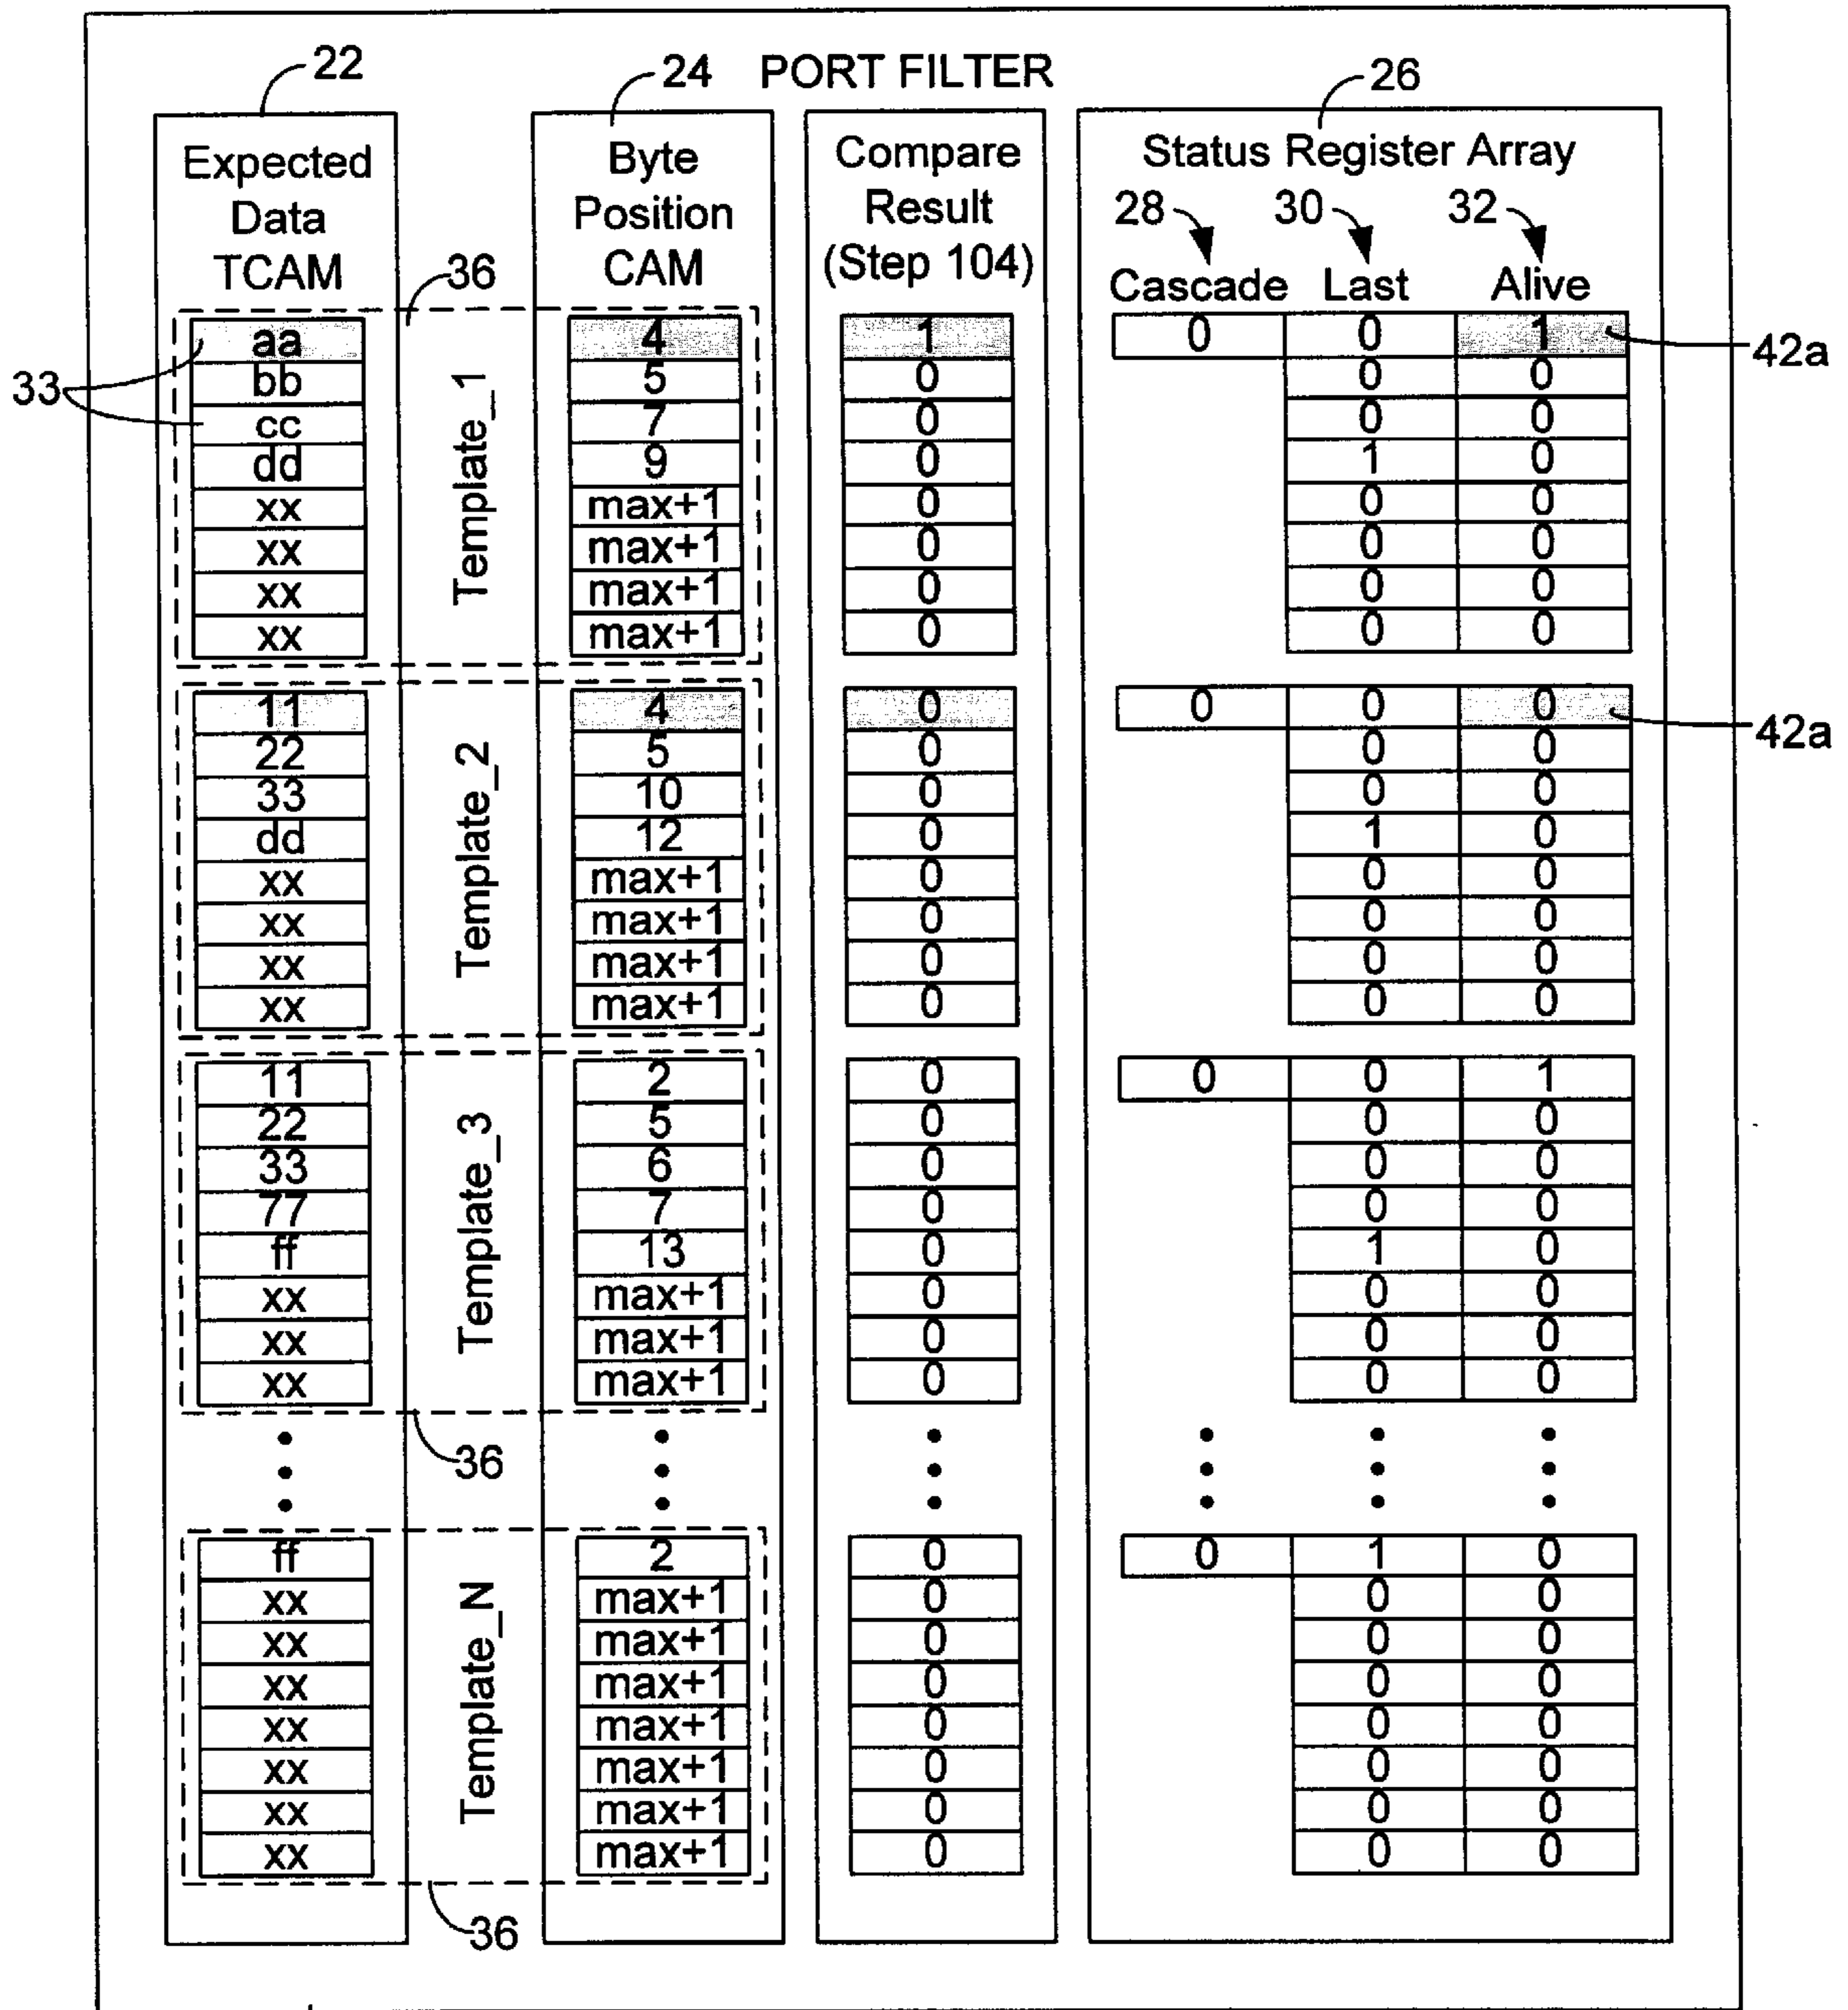 22
24 PORT FILTER
26
Expected Data TCAM
Byte Position CAM
Compare Result (Step 104)
Status Register Array
28 30 32
Cascade Last Alive
36
33
Template_1
aa 4 1 0 0 1 42a
bb 5 0 0 0
cc 7 0 0 0
dd 9 0 1 0
xx max+1 0 0 0
xx max+1 0 0 0
xx max+1 0 0 0
xx max+1 0 0 0
Template_2
11 4 0 0 0 0 42a
22 5 0 0 0
33 10 0 0 0
dd 12 0 1 0
xx max+1 0 0 0
xx max+1 0 0 0
xx max+1 0 0 0
xx max+1 0 0 0
Template_3
11 2 0 0 0 1
22 5 0 0 0
33 6 0 0 0
77 7 0 0 0
ff 13 0 1 0
xx max+1 0 0 0
xx max+1 0 0 0
xx max+1 0 0 0
36
Template_N
ff 2 0 0 1 0
xx max+1 0 0 0
xx max+1 0 0 0
xx max+1 0 0 0
xx max+1 0 0 0
xx max+1 0 0 0
xx max+1 0 0 0
xx max+1 0 0 0
36